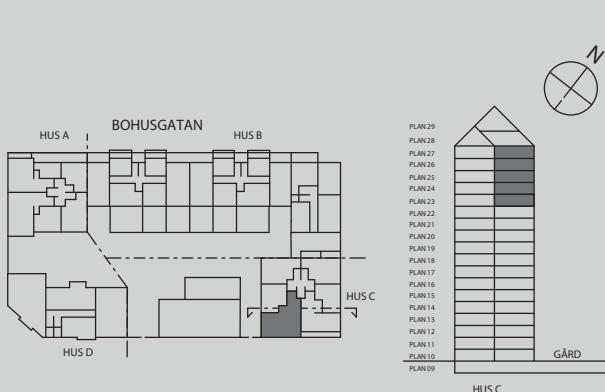 BOHUSGATAN
HUS A
HUS B
HUS C
HUS D
N
PLAN 29
PLAN 28
PLAN 27
PLAN 26
PLAN 25
PLAN 24
PLAN 23
PLAN 22
PLAN 21
PLAN 20
PLAN 19
PLAN 18
PLAN 17
PLAN 16
PLAN 15
PLAN 14
PLAN 13
PLAN 12
PLAN 11
PLAN 10
PLAN 09
GÅRD
HUS C